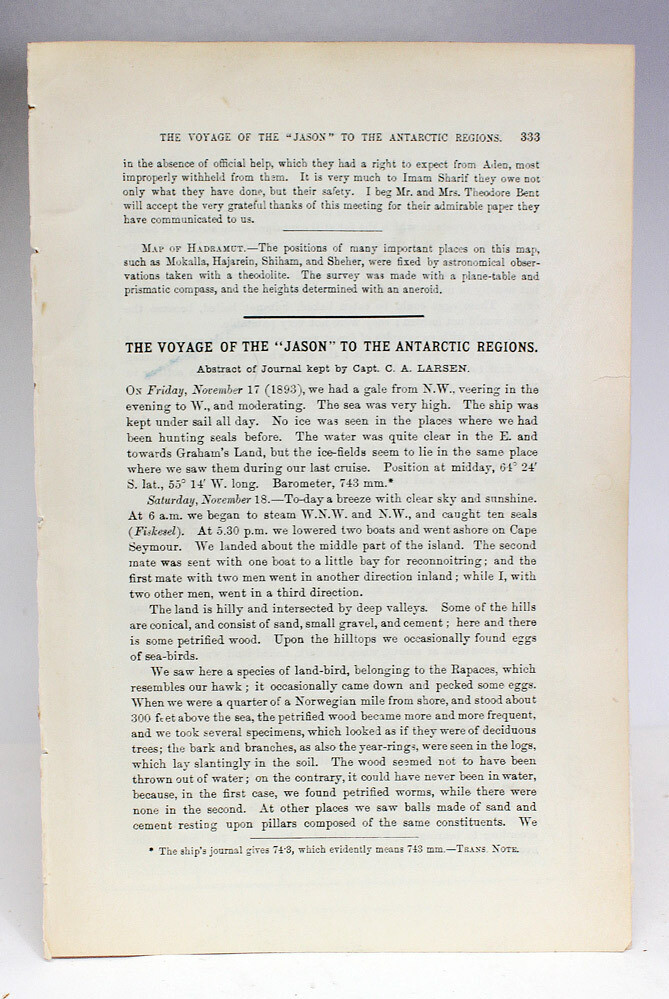 THE VOYAGE OF THE "JASON" TO THE ANTARCTIC REGIONS. 333
in the absence of official help, which they had a right to expect from Aden, most
improperly withheld from them. It is very much to Imam Sharif they owe not
only what they have done, but their safety. I beg Mr. and Mrs. Theodore Bent
will accept the very grateful thanks of this meeting for their admirable paper they
have communicated to us.
MAP OF HADRAMUT.—The positions of many important places on this map,
such as Mokalla, Hajarein, Shiham, and Sheher, were fixed by astronomical obser-
vations taken with a theodolite. The survey was made with a plane-table and
prismatic compass, and the heights determined with an aneroid.
THE VOYAGE OF THE "JASON" TO THE ANTARCTIC REGIONS.
Abstract of Journal kept by Capt. C. A. LARSEN.
ON Friday, November 17 (1893), we had a gale from N.W., veering in the
evening to W., and moderating. The sea was very high. The ship was
kept under sail all day. No ice was seen in the places where we had
been hunting seals before. The water was quite clear in the E. and
towards Graham's Land, but the ice-fields seem to lie in the same place
where we saw them during our last cruise. Position at midday, 64° 24'
S. lat., 55° 14' W. long. Barometer, 743 mm.*
Saturday, November 18.—To-day a breeze with clear sky and sunshine.
At 6 a.m. we began to steam W.N.W. and N.W., and caught ten seals
(Fiskesel). At 5.30 p.m. we lowered two boats and went ashore on Cape
Seymour. We landed about the middle part of the island. The second
mate was sent with one boat to a little bay for reconnoitring; and the
first mate with two men went in another direction inland; while I, with
two other men, went in a third direction.
The land is hilly and intersected by deep valleys. Some of the hills
are conical, and consist of sand, small gravel, and cement; here and there
is some petrified wood. Upon the hilltops we occasionally found eggs
of sea-birds.
We saw here a species of land-bird, belonging to the Rapaces, which
resembles our hawk; it occasionally came down and pecked some eggs.
When we were a quarter of a Norwegian mile from shore, and stood about
300 feet above the sea, the petrified wood became more and more frequent,
and we took several specimens, which looked as if they were of deciduous
trees; the bark and branches, as also the year-rings, were seen in the logs,
which lay slantingly in the soil. The wood seemed not to have been
thrown out of water; on the contrary, it could have never been in water,
because, in the first case, we found petrified worms, while there were
none in the second. At other places we saw balls made of sand and
cement resting upon pillars composed of the same constituents. We
* The ship's journal gives 74·3, which evidently means 743 mm.—TRANS. NOTE.